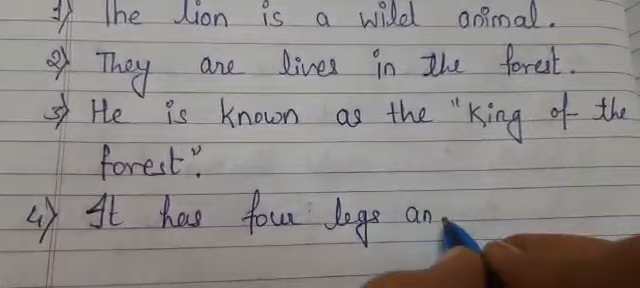 1) The lion is a wild animal.
2) They are lives in the forest.
3) He is known as the "King of the
forest".
4) It has four legs an